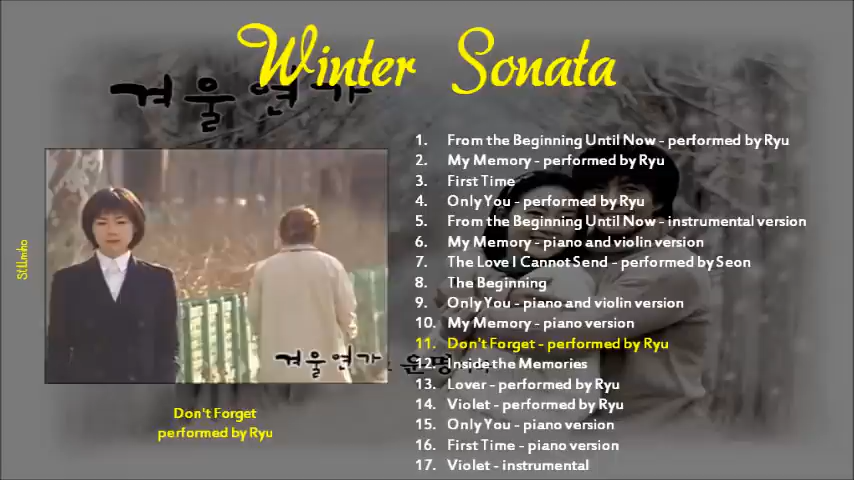 Winter Sonata
겨울연가
StLImho
1. From the Beginning Until Now - performed by Ryu
2. My Memory - performed by Ryu
3. First Time
4. Only You - performed by Ryu
5. From the Beginning Until Now - instrumental version
6. My Memory - piano and violin version
7. The Love I Cannot Send - performed by Seon
8. The Beginning
9. Only You - piano and violin version
10. My Memory - piano version
11. Don't Forget - performed by Ryu
12. Inside the Memories
13. Lover - performed by Ryu
14. Violet - performed by Ryu
15. Only You - piano version
16. First Time - piano version
17. Violet - instrumental
겨울연가
Don't Forget
performed by Ryu